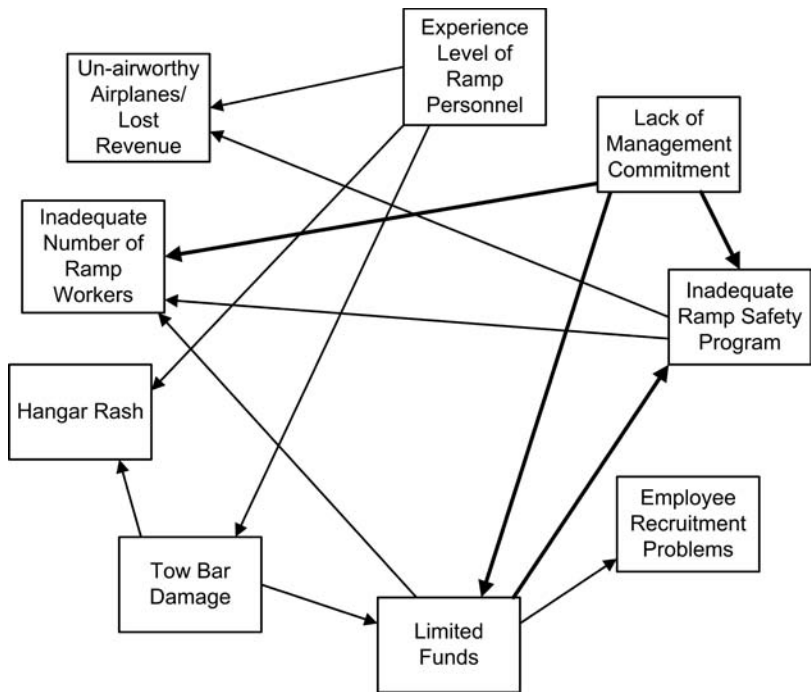 Experience
Level of
Ramp
Personnel
Un-airworthy
Airplanes/
Lost
Revenue
Lack of
Management
Commitment
Inadequate
Number of
Ramp
Workers
Inadequate
Ramp Safety
Program
Hangar Rash
Employee
Recruitment
Problems
Tow Bar
Damage
Limited
Funds